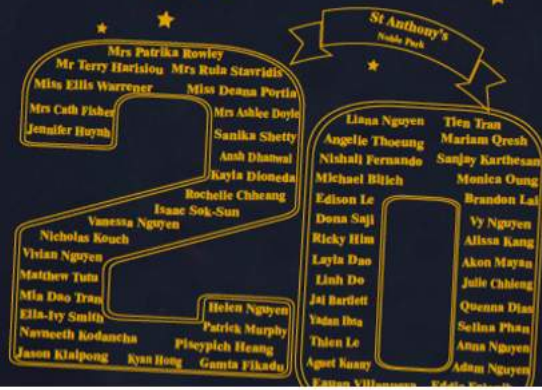 St Anthony's
Noble Park
Mrs Patrika Rowley
Mr Terry Harisiou Mrs Rula Stavridis
Miss Ellis Warrener Miss Deana Portia
Mrs Cath Fisher Mrs Ashlee Doyle
Jennifer Huynh
Sanika Shetty
Ansh Dhanwal
Kayla Dioneda
Rochelle Chheang
Isaac Sok-Sun
Vanessa Nguyen
Nicholas Kouch
Vivian Nguyen
Matthew Tutu
Mia Dao Tran
Ella-Ivy Smith
Navneeth Kodancha
Jason Klaipong
Helen Nguyen
Patrick Murphy
Piseypich Heang
Kyan Hong Gamta Fikadu
Liana Nguyen Tien Tran
Angelie Thoeung Mariam Qresh
Nishali Fernando Sanjay Karthesan
Michael Bilich Monica Oung
Edison Le Brandon Lai
Dona Saji Vy Nguyen
Ricky Him Alissa Kang
Layla Dao Akon Mayan
Linh Do Julie Chhieng
Jai Bartlett Quenna Dias
Yadan Selina Phan
Thien Le Anna Nguyen
Aguet Kuany Adam Nguyen